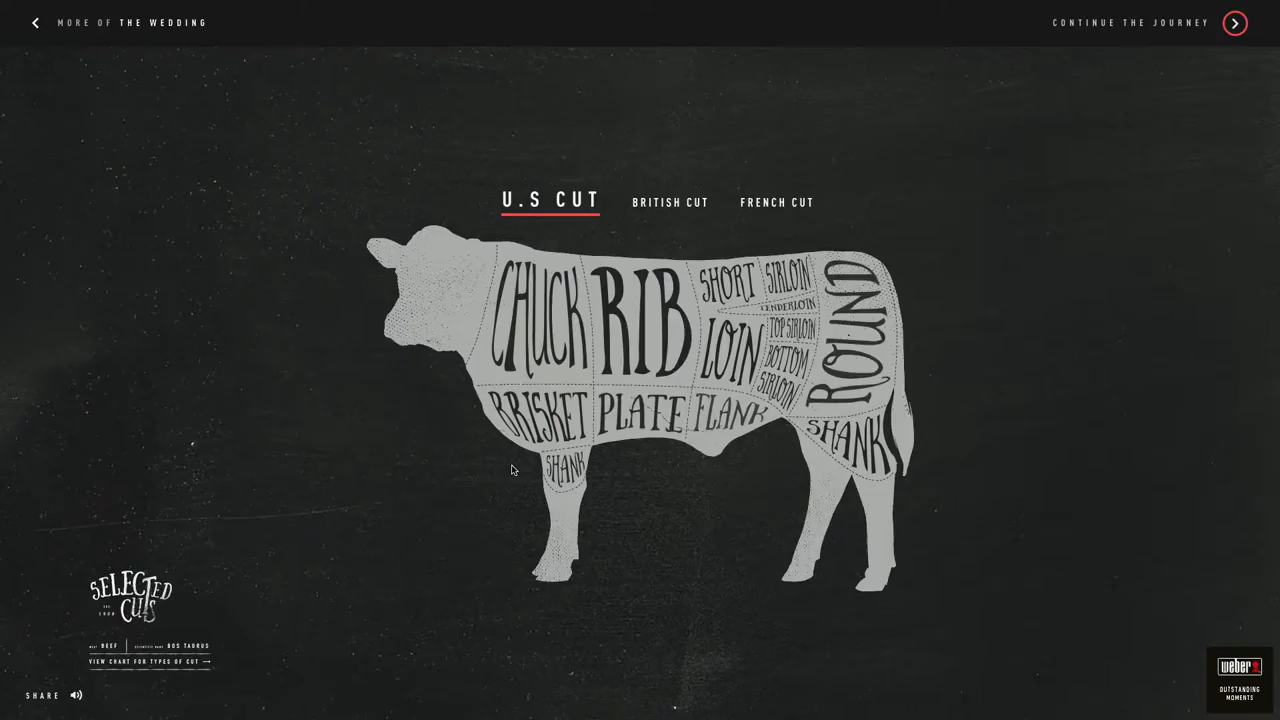 MORE OF THE WEDDING
CONTINUE THE JOURNEY
U.S CUT
BRITISH CUT
FRENCH CUT
CHUCK
RIB
SHORT
LOIN
SIRLOIN
TENDERLOIN
TOP SIRLOIN
BOTTOM
SIRLOIN
ROUND
BRISKET
PLATE
FLANK
SHANK
SHANK
SELECTED
CUTS
BEEF
SCIENTIFIC NAME BOS TAURUS
VIEW CHART FOR TYPES OF CUT →
SHARE
weber
OUTSTANDING
MOMENTS